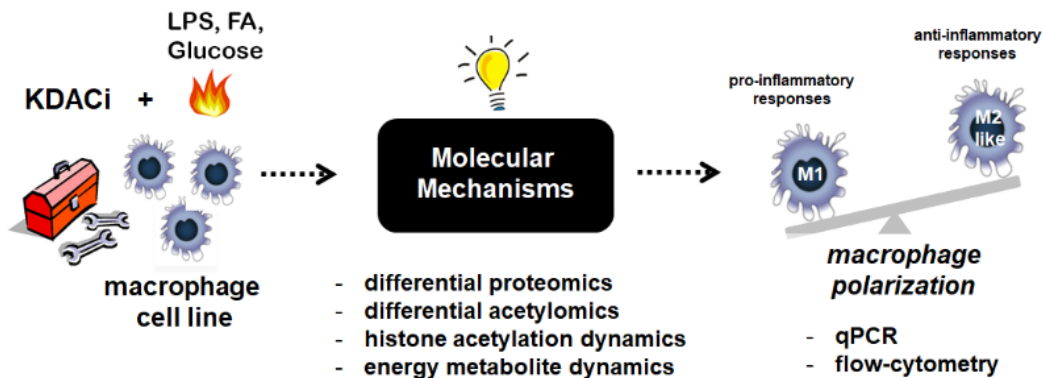 LPS, FA,
Glucose
KDACi +
macrophage
cell line
Molecular
Mechanisms
- differential proteomics
- differential acetylomics
- histone acetylation dynamics
- energy metabolite dynamics
anti-inflammatory
responses
pro-inflammatory
responses
M2
like
M1
macrophage
polarization
- qPCR
- flow-cytometry